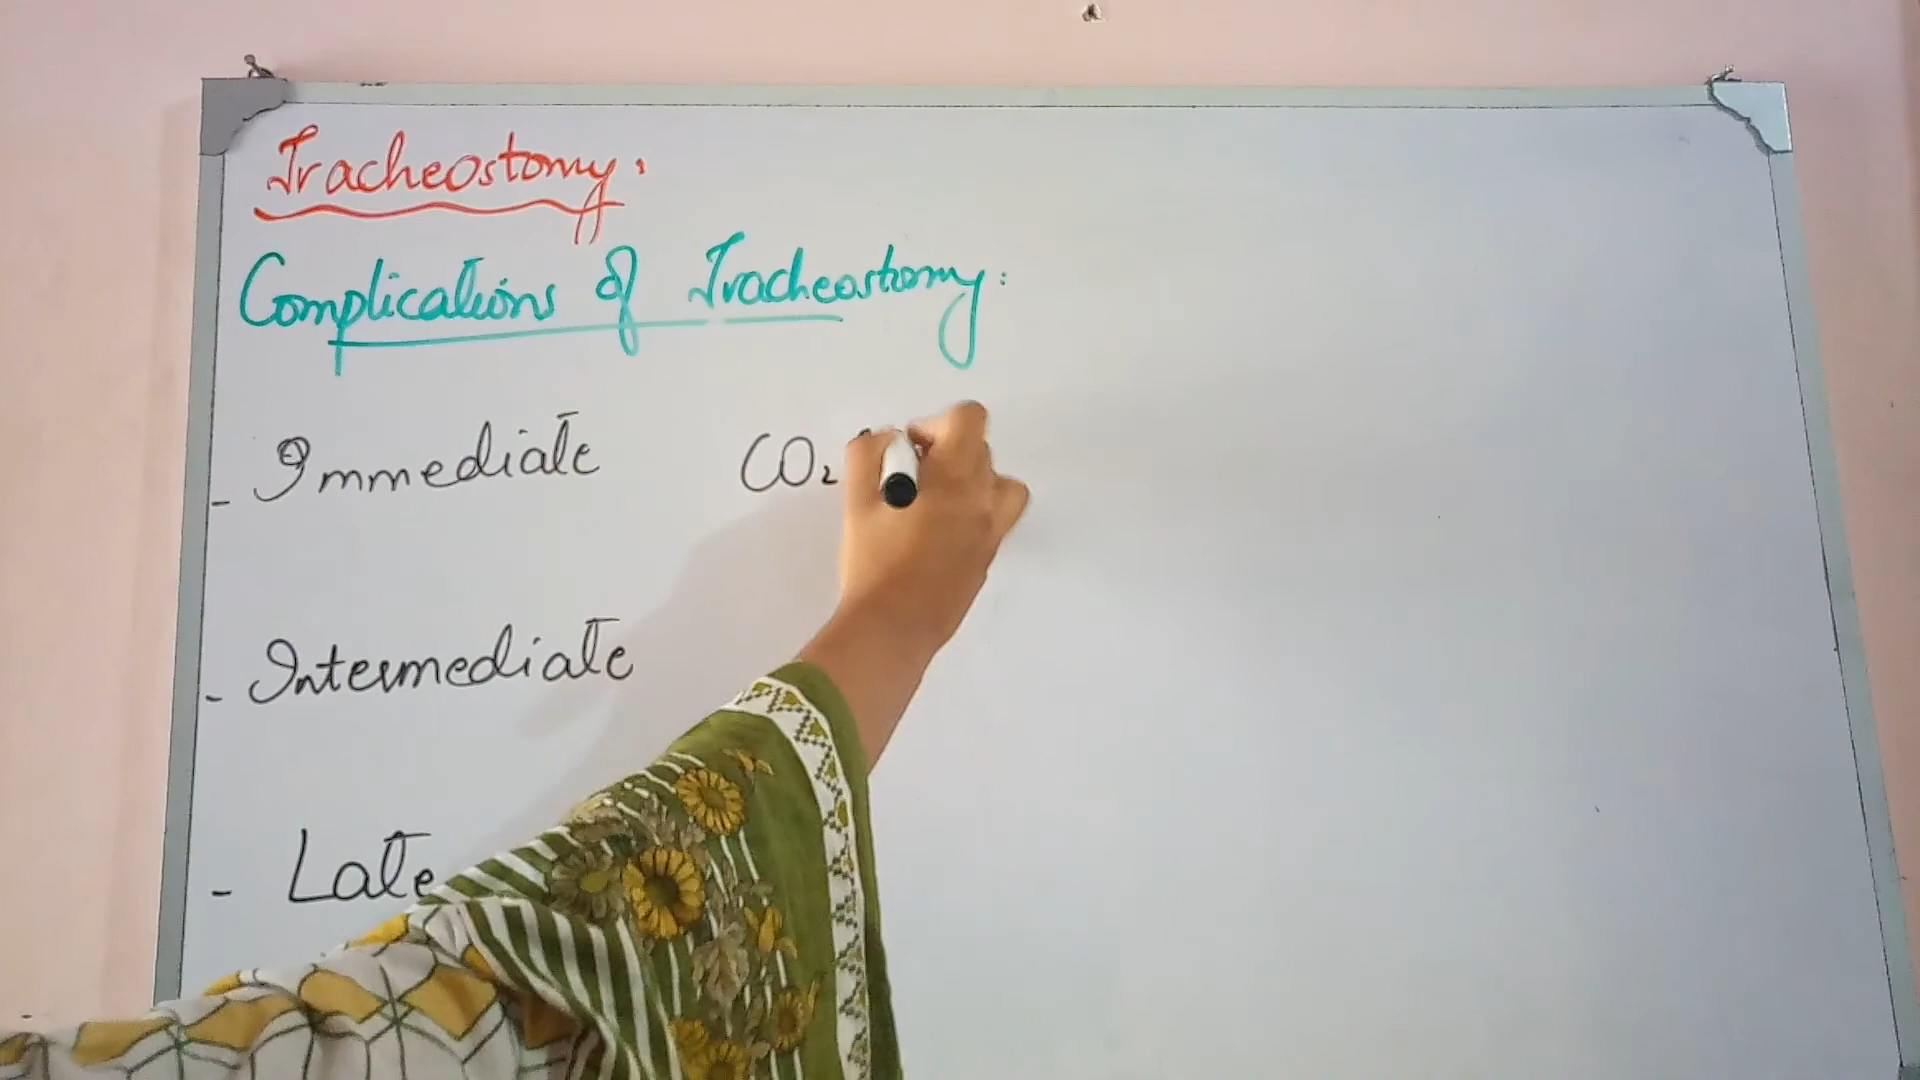 Tracheostomy.
Complications of Tracheostomy:
- Immediate CO₂
- Intermediate
- Late